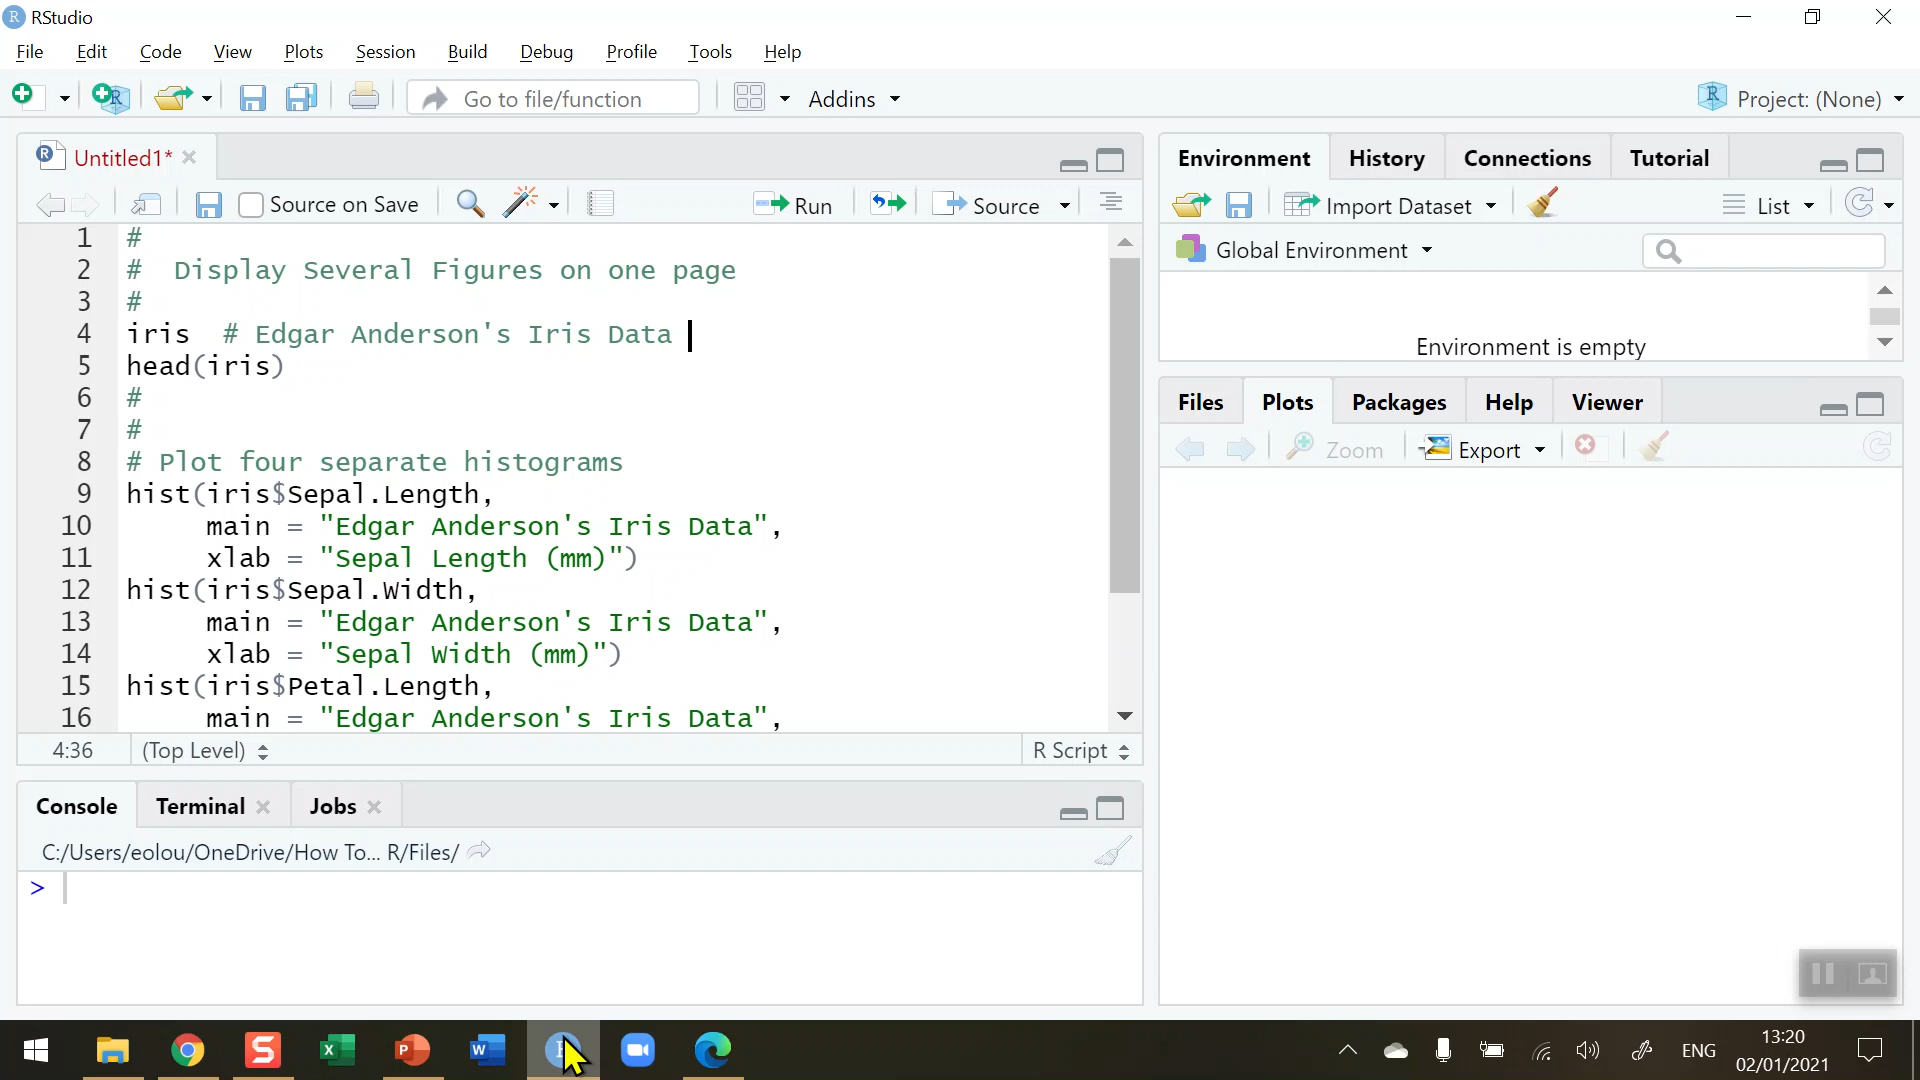 RStudio
File Edit Code View Plots Session Build Debug Profile Tools Help
Go to file/function Addins Project: (None)
Untitled1*
Source on Save Run Source
1 #
2 # Display Several Figures on one page
3 #
4 iris # Edgar Anderson's Iris Data
5 head(iris)
6 #
7 #
8 # Plot four separate histograms
9 hist(iris$Sepal.Length,
10 main = "Edgar Anderson's Iris Data",
11 xlab = "Sepal Length (mm)")
12 hist(iris$Sepal.Width,
13 main = "Edgar Anderson's Iris Data",
14 xlab = "Sepal Width (mm)")
15 hist(iris$Petal.Length,
16 main = "Edgar Anderson's Iris Data",
4:36 (Top Level) R Script
Console Terminal Jobs
C:/Users/eolou/OneDrive/How To... R/Files/
>
Environment History Connections Tutorial
Import Dataset List
Global Environment
Environment is empty
Files Plots Packages Help Viewer
Zoom Export
ENG
13:20
02/01/2021